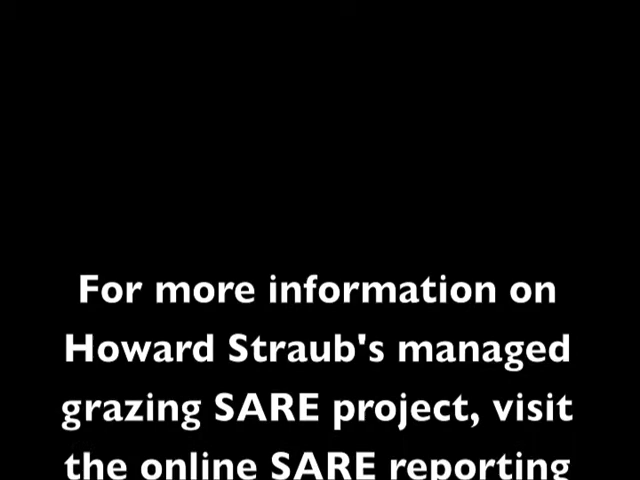 For more information on
Howard Straub's managed
grazing SARE project, visit
the online SARE reporting